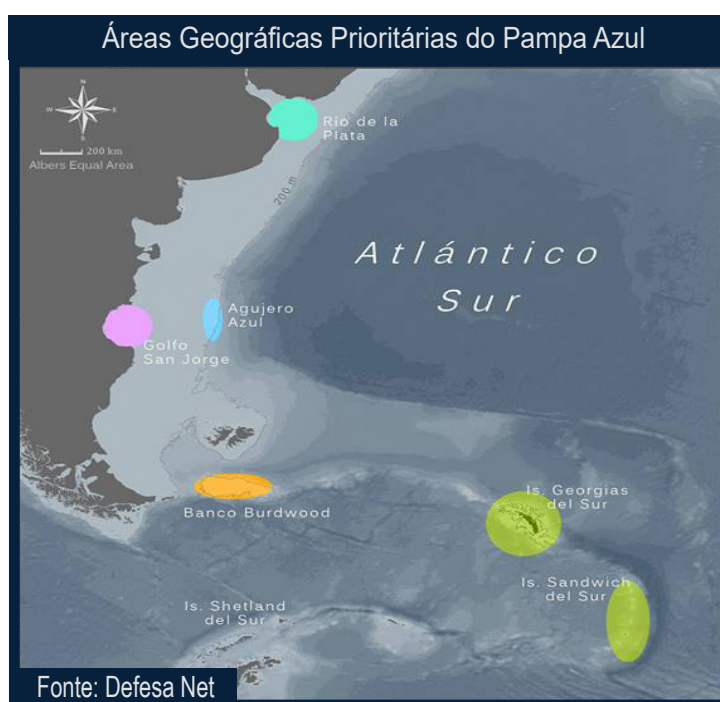 Áreas Geográficas Prioritárias do Pampa Azul
N
W
E
S
200 km
Albers Equal Area
Río de la
Plata
200 m
Atlántico
Sur
Agujero
Azul
Golfo
San Jorge
Banco Burdwood
Is. Georgias
del Sur
Is. Sandwich
del Sur
Is. Shetland
del Sur
Fonte: Defesa Net